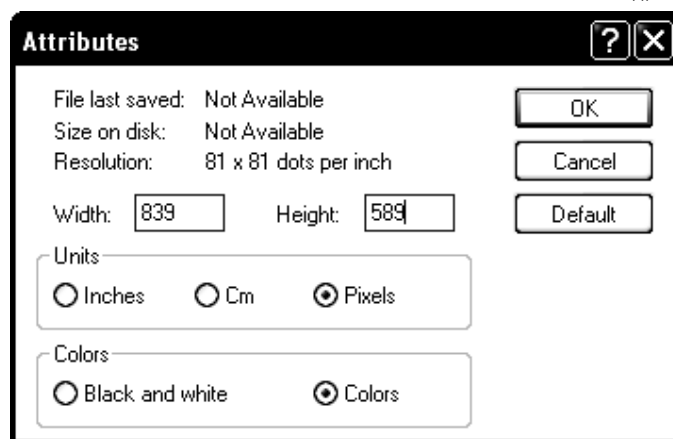 Attributes
File last saved: Not Available
Size on disk: Not Available
Resolution: 81 x 81 dots per inch
Width: 839 Height: 589
Units
Inches Cm Pixels
Colors
Black and white Colors
OK
Cancel
Default